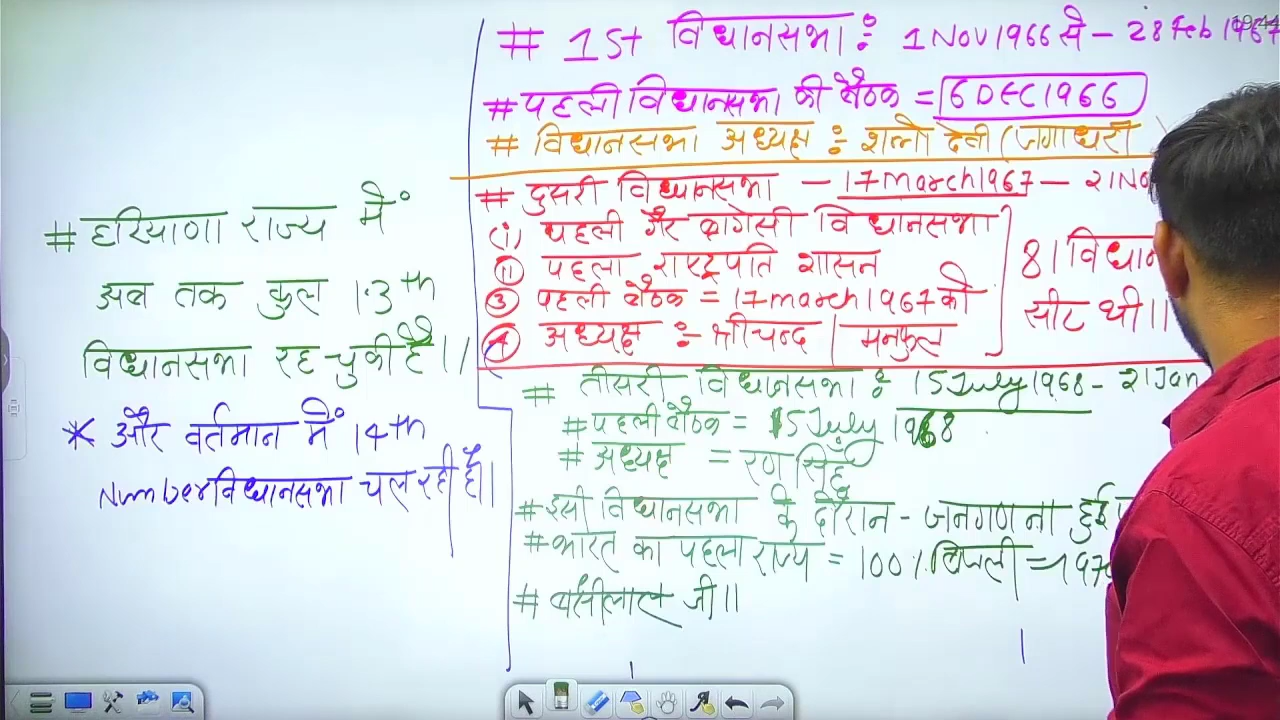 # हरियाणा राज्य में
अब तक कुल 13th
विधानसभा रह चुकी है।।
* और वर्तमान में 14th
Number विधानसभा चल रही है।।
# 1st विधानसभा : 1 Nov 1966 से - 28 Feb 1967
# पहली विधानसभा की बैठक = 6 DEC 1966
# विधानसभा अध्यक्ष :- शन्नो देवी (जगाधरी
# दुसरी विधानसभा - 17 march 1967 - 21 No
(i) पहली गैर कांग्रेसी विधानसभा
(ii) पहला राष्ट्रपति शासन
(3) पहली बैठक = 17 march 1967 को
(4) अध्यक्ष :- श्रीचन्द | मनफुल
81 विधान
सीट थी।।
# तीसरी विधानसभा : 15 July 1968 - 21 Jan
# पहली बैठक = 15 July 1968
# अध्यक्ष = रण सिंह
# इसी विधानसभा के दौरान - जनगणना हुई
# भारत का पहला राज्य = 100% बिजली = 197
# बंसीलाल जी।।